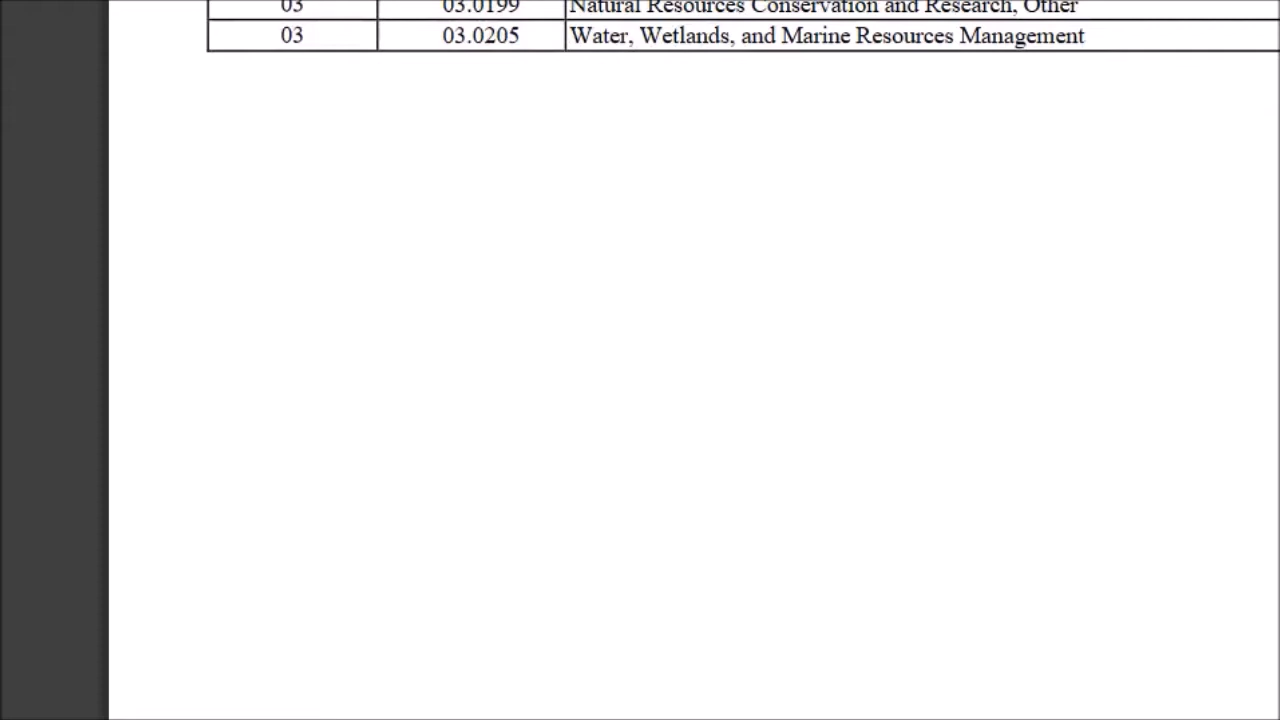 03 03.0199 Natural Resources Conservation and Research, Other
03 03.0205 Water, Wetlands, and Marine Resources Management